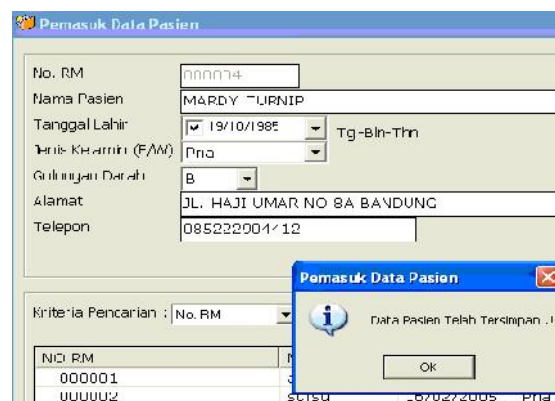 Pemasuk Data Pasien
No. RM
000004
Nama Pasien
MARDY TURNIP
Tanggal Lahir
19/10/1985
Tg-Bln-Thn
Jenis Kelamin (P/W)
Pria
Golongan Darah
B
Alamat
JL. HAJI UMAR NO 8A BANDUNG
Telepon
Pemasuk Data Pasien
Kriteria Pencarian :
No. RM
Data Pasien Telah Tersimpan
Ok
NO RM
000001
000002
Pria